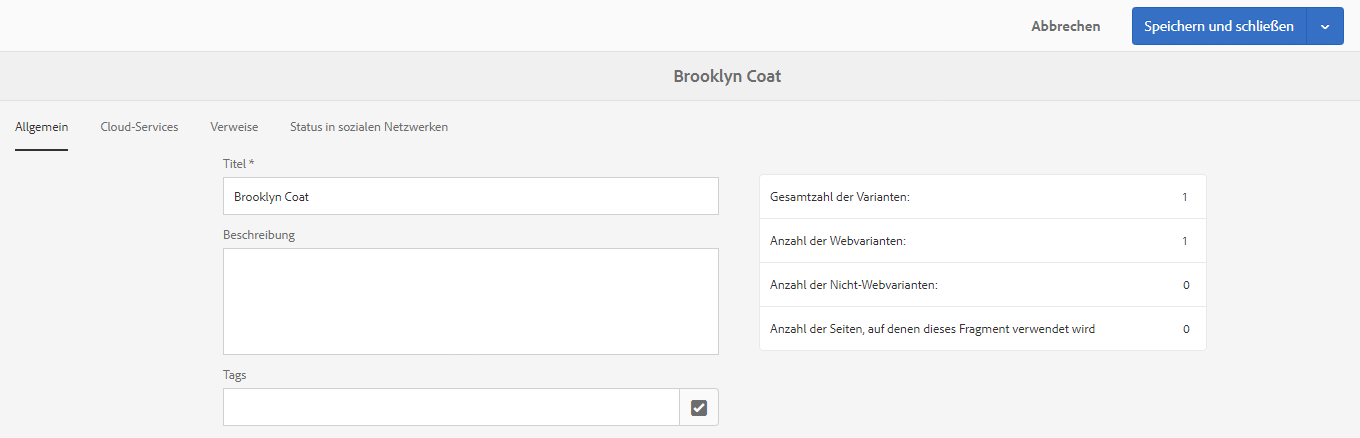 Abbrechen
Speichern und schließen
Brooklyn Coat
Allgemein
Cloud-Services
Verweise
Status in sozialen Netzwerken
Titel *
Brooklyn Coat
Beschreibung
Tags
Gesamtzahl der Varianten: 1
Anzahl der Webvarianten: 1
Anzahl der Nicht-Webvarianten: 0
Anzahl der Seiten, auf denen dieses Fragment verwendet wird 0